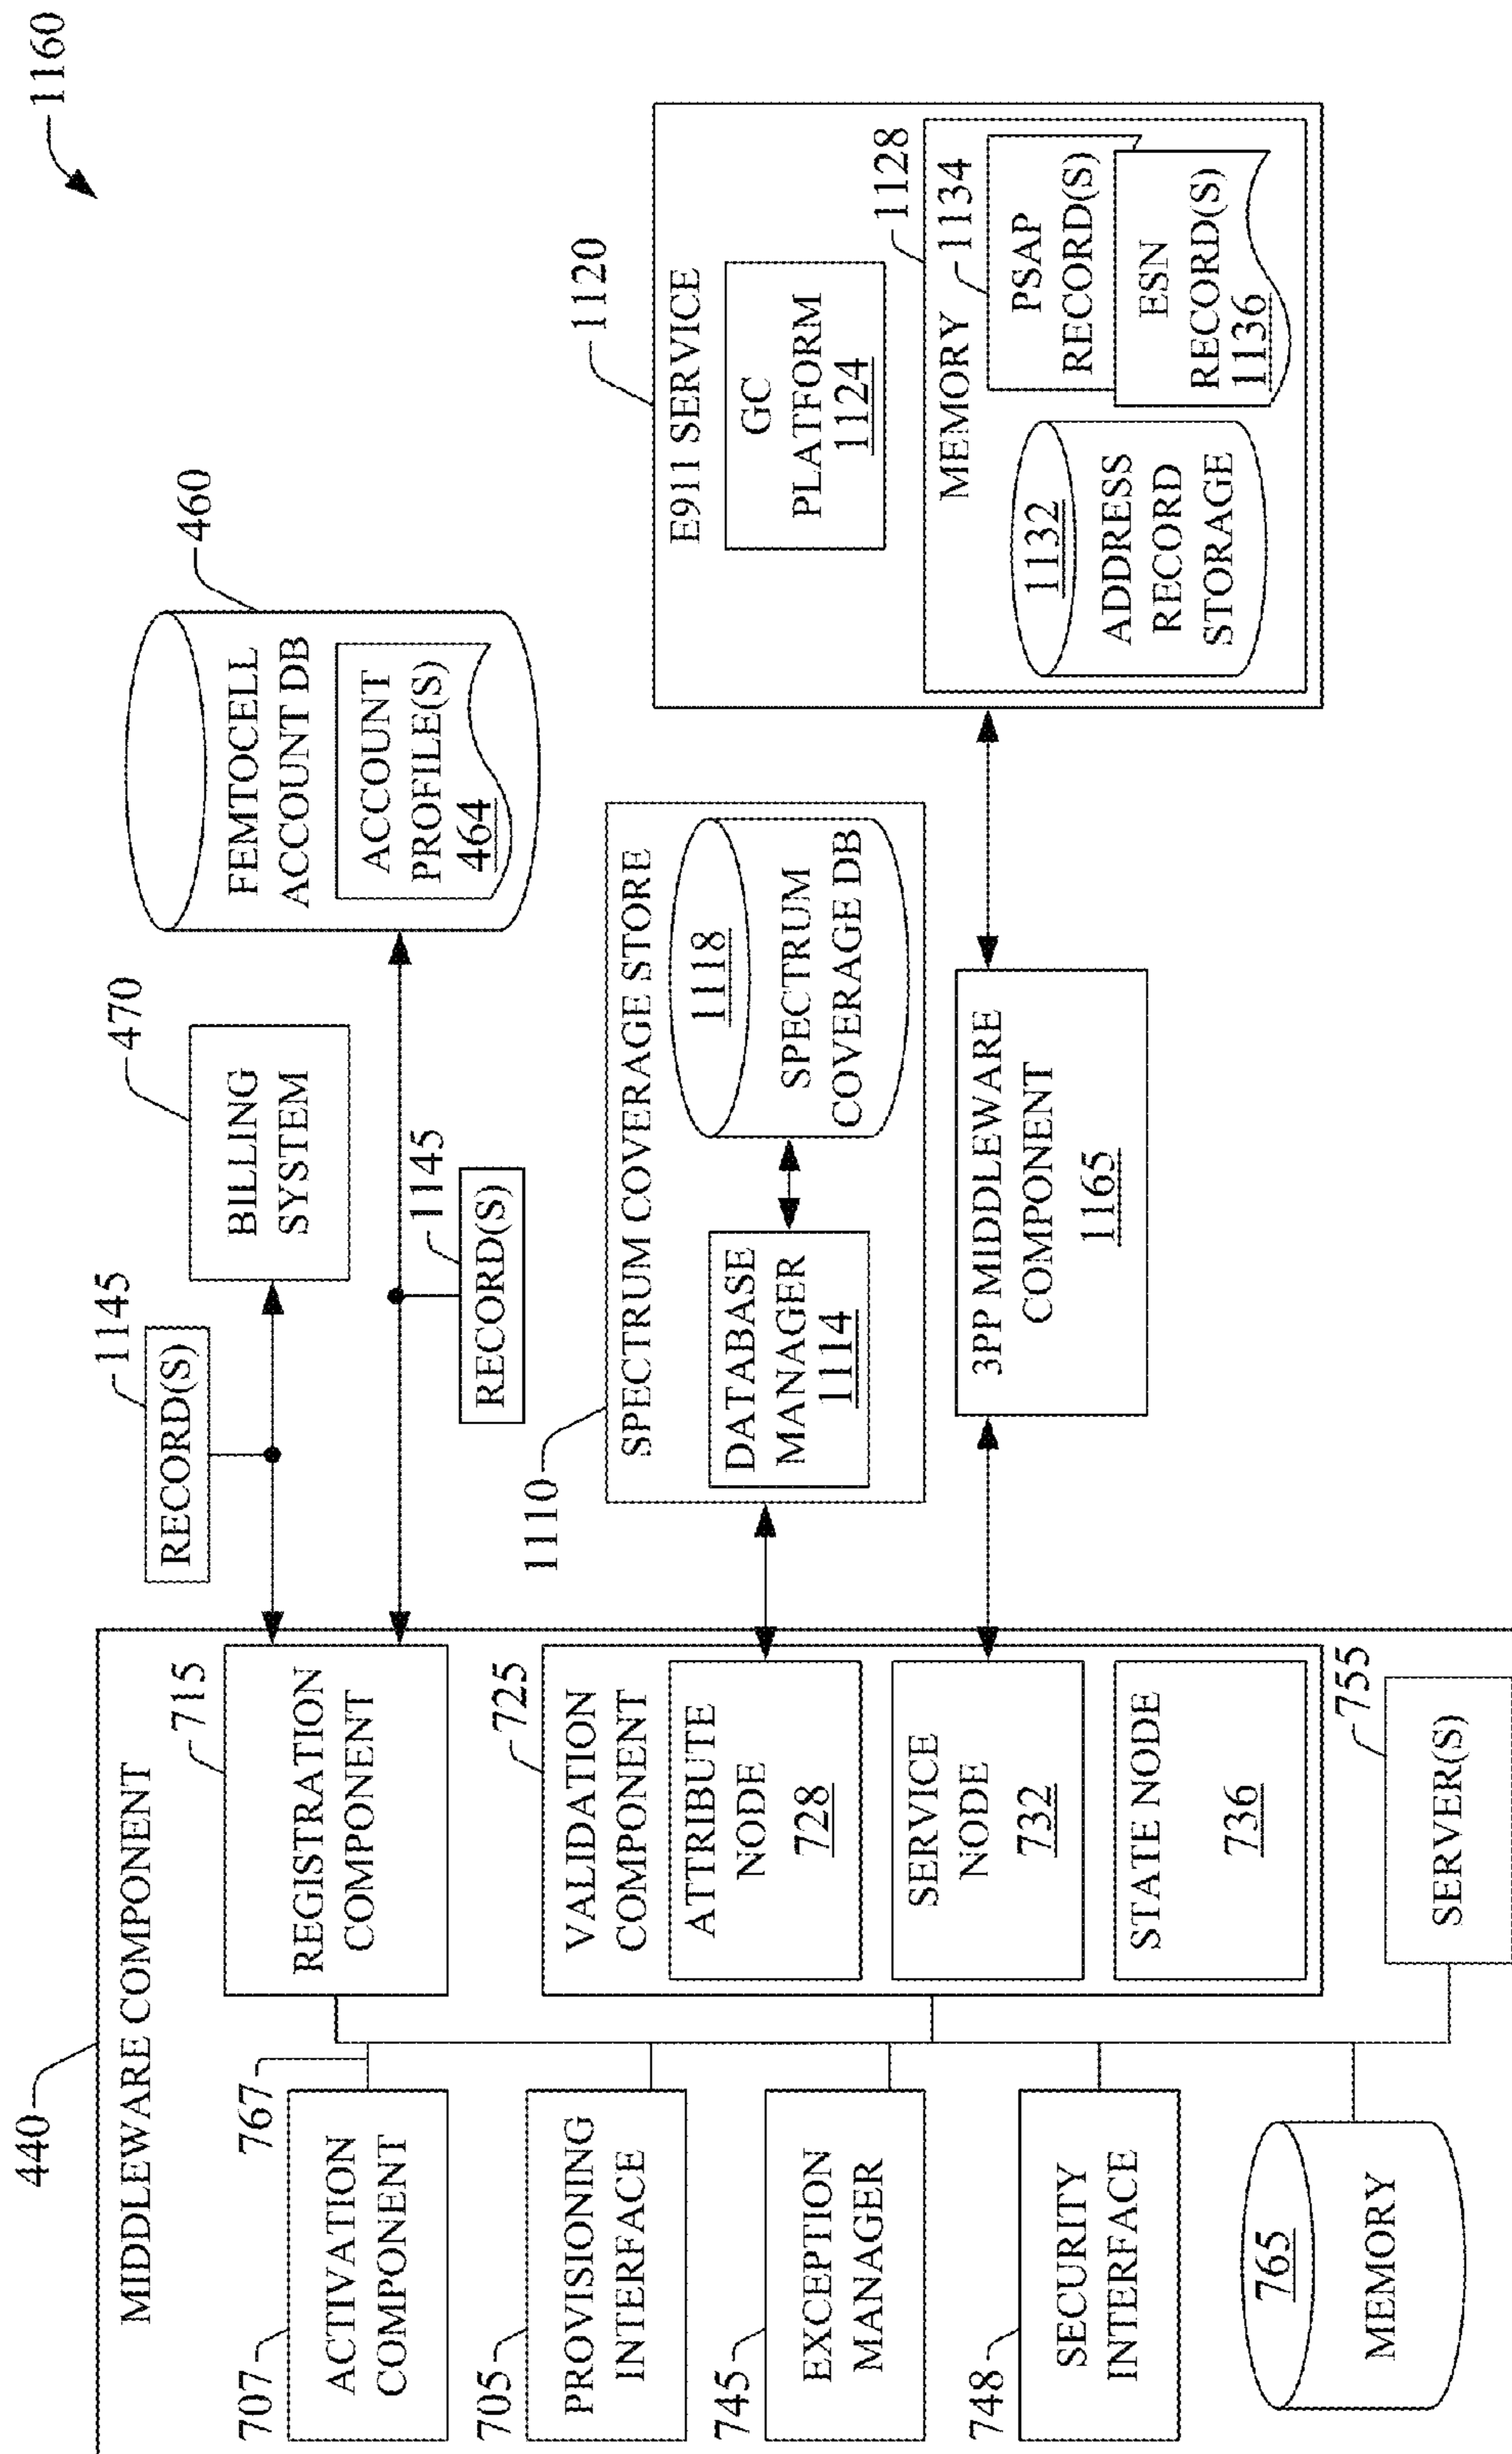 1160
440
MIDDLEWARE COMPONENT
707
ACTIVATION
COMPONENT
767
705
PROVISIONING
INTERFACE
745
EXCEPTION
MANAGER
748
SECURITY
INTERFACE
765
MEMORY
715
REGISTRATION
COMPONENT
725
VALIDATION
COMPONENT
ATTRIBUTE
NODE
728
SERVICE
NODE
732
STATE NODE
736
755
SERVER(S)
1145
RECORD(S)
470
BILLING
SYSTEM
1145
RECORD(S)
460
FEMTOCELL
ACCOUNT DB
ACCOUNT
PROFILE(S)
464
1110
SPECTRUM COVERAGE STORE
DATABASE
MANAGER
1114
1118
SPECTRUM
COVERAGE DB
3PP MIDDLEWARE
COMPONENT
1165
1120
E911 SERVICE
GC
PLATFORM
1124
1128
MEMORY
1134
1132
ADDRESS
RECORD
STORAGE
PSAP
RECORD(S)
ESN
RECORD(S)
1136